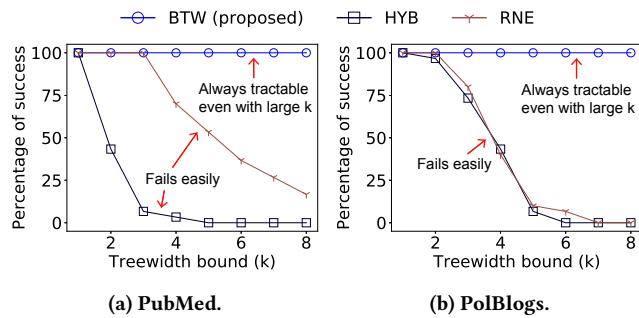 BTW (proposed) HYB RNE
Percentage of success
100
75
50
25
0
Always tractable
even with large k
Fails easily
2 4 6 8
Treewidth bound (k)
(a) PubMed.
Percentage of success
100
75
50
25
0
Always tractable
even with large k
Fails easily
2 4 6 8
Treewidth bound (k)
(b) PolBlogs.